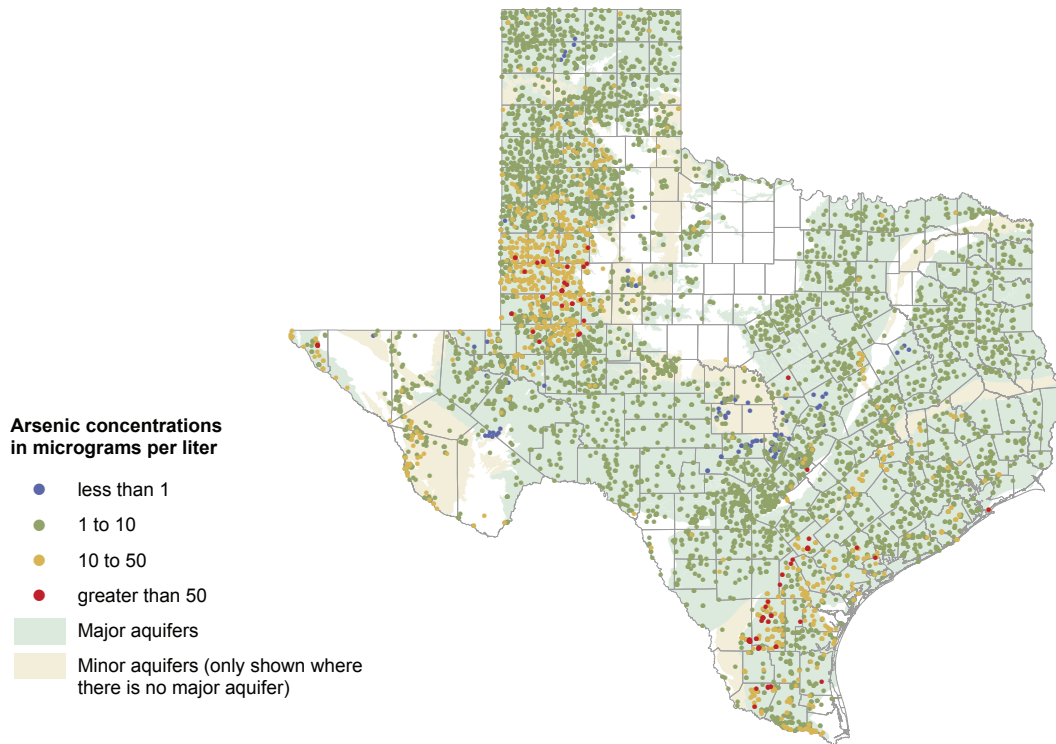 Arsenic concentrations
in micrograms per liter
less than 1
1 to 10
10 to 50
greater than 50
Major aquifers
Minor aquifers (only shown where
there is no major aquifer)